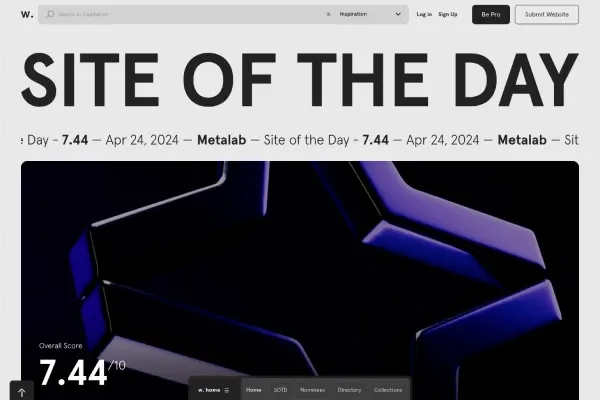 w.
Search in Inspiration
Inspiration
Log in
Sign Up
Be Pro
Submit Website
SITE OF THE DAY
e Day - 7.44 — Apr 24, 2024 — Metalab — Site of the Day - 7.44 — Apr 24, 2024 — Metalab — Sit
Overall Score
7.44/10
w. home
Home
SOTD
Nominees
Directory
Collections